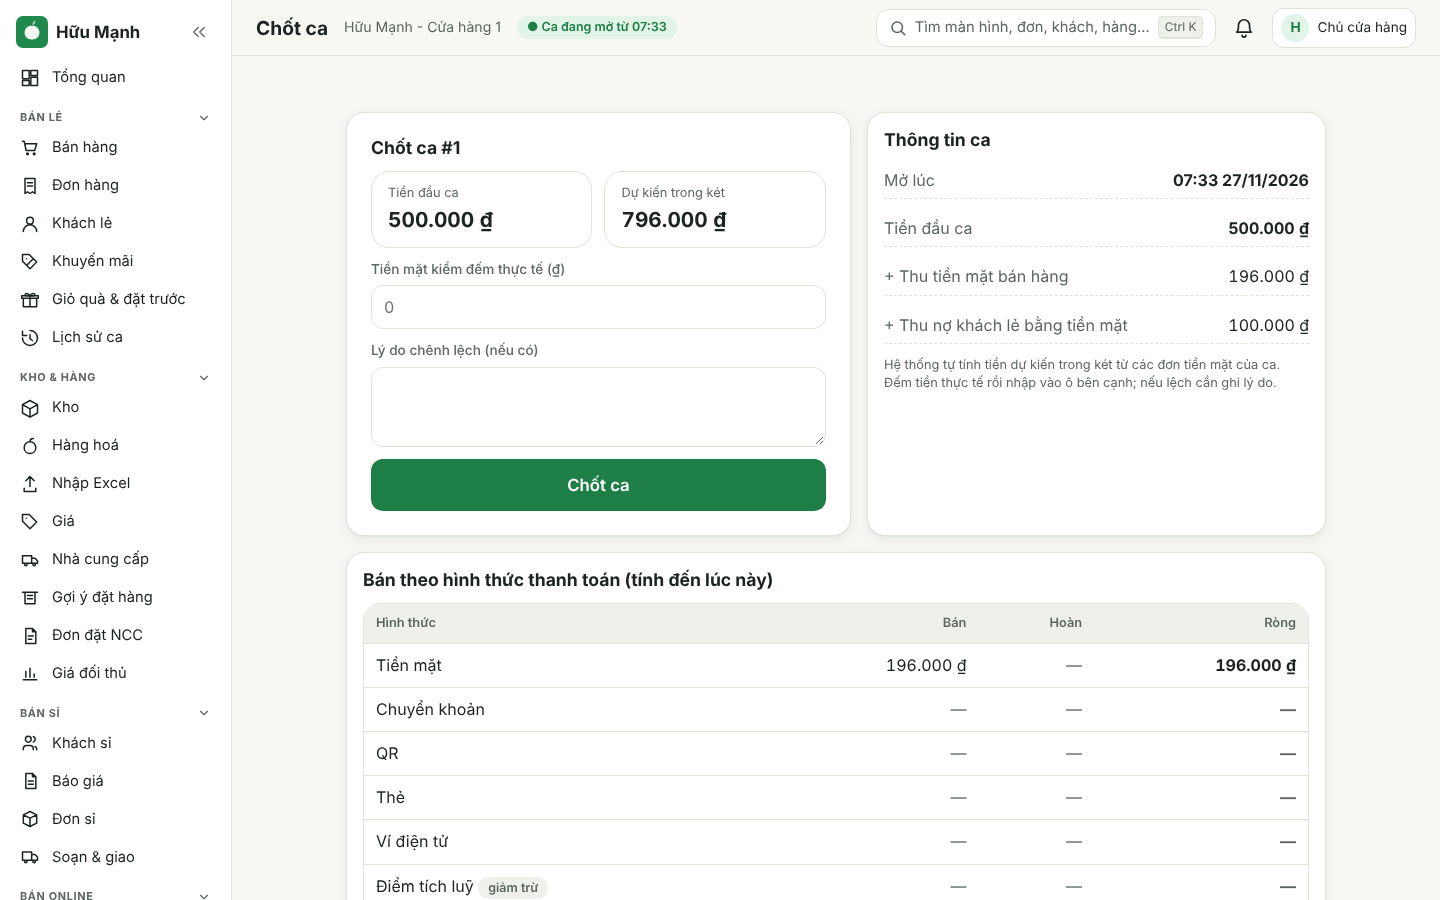 Hữu Mạnh
Tổng quan
BÁN LẺ
Bán hàng
Đơn hàng
Khách lẻ
Khuyến mãi
Giỏ quà & đặt trước
Lịch sử ca
KHO & HÀNG
Kho
Hàng hoá
Nhập Excel
Giá
Nhà cung cấp
Gợi ý đặt hàng
Đơn đặt NCC
Giá đối thủ
BÁN SỈ
Khách sỉ
Báo giá
Đơn sỉ
Soạn & giao
BÁN ONLINE
Chốt ca
Hữu Mạnh - Cửa hàng 1
Ca đang mở từ 07:33
Tìm màn hình, đơn, khách, hàng...
Ctrl K
H
Chủ cửa hàng
Chốt ca #1
Tiền đầu ca
500.000 ₫
Dự kiến trong két
796.000 ₫
Tiền mặt kiểm đếm thực tế (₫)
0
Lý do chênh lệch (nếu có)
Chốt ca
Thông tin ca
Mở lúc 07:33 27/11/2026
Tiền đầu ca 500.000 ₫
+ Thu tiền mặt bán hàng 196.000 ₫
+ Thu nợ khách lẻ bằng tiền mặt 100.000 ₫
Hệ thống tự tính tiền dự kiến trong két từ các đơn tiền mặt của ca.
Đếm tiền thực tế rồi nhập vào ô bên cạnh; nếu lệch cần ghi lý do.
Bán theo hình thức thanh toán (tính đến lúc này)
Hình thức Bán Hoàn Ròng
Tiền mặt 196.000 ₫ — 196.000 ₫
Chuyển khoản — — —
QR — — —
Thẻ — — —
Ví điện tử — — —
Điểm tích luỹ giảm trừ — — —